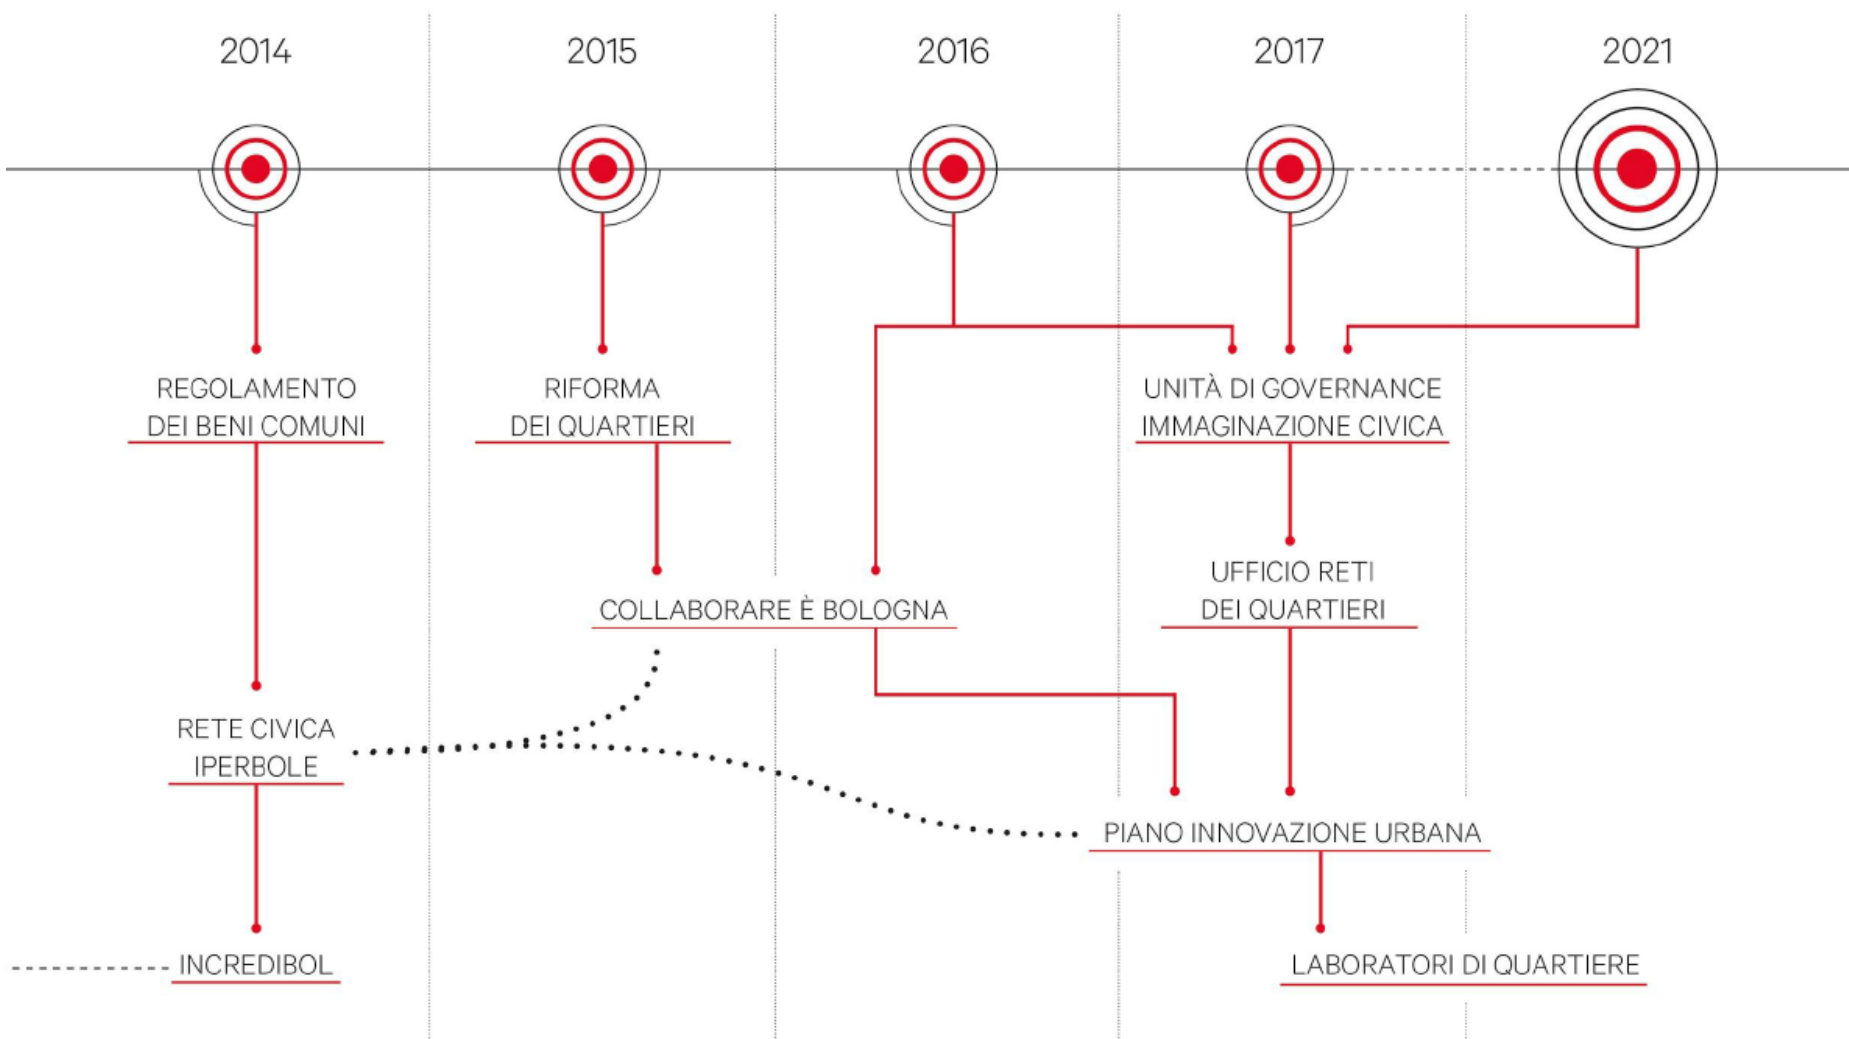 2014
2015
2016
2017
2021
REGOLAMENTO
DEI BENI COMUNI
RIFORMA
DEI QUARTIERI
UNITÀ DI GOVERNANCE
IMMAGINAZIONE CIVICA
UFFICIO RETI
DEI QUARTIERI
COLLABORARE È BOLOGNA
RETE CIVICA
IPERBOLE
PIANO INNOVAZIONE URBANA
INCREDIBOL
LABORATORI DI QUARTIERE